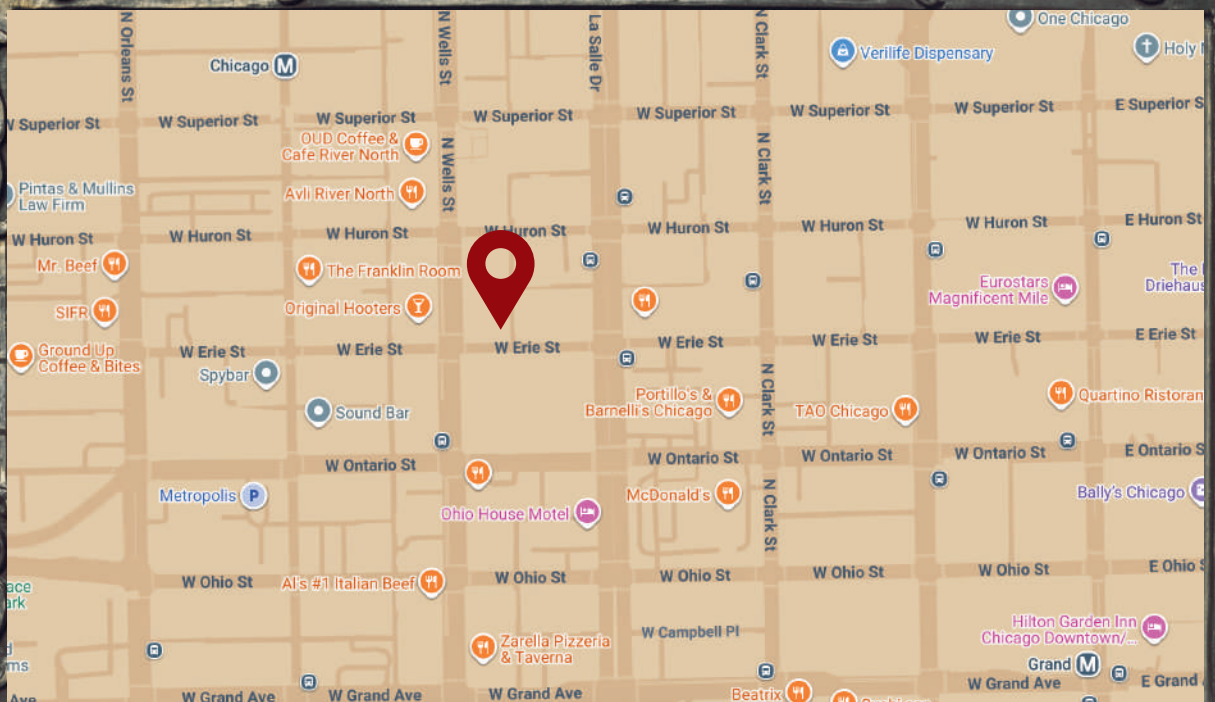 N Orleans St
N Wells St
La Salle Dr
N Clark St
One Chicago
Chicago M
Verilife Dispensary
Holy
W Superior St
W Superior St
W Superior St
W Superior St
W Superior St
W Superior St
W Superior St
E Superior S
OUD Coffee &
Cafe River North
N Wells St
N Clark St
Pintas & Mullins
Law Firm
Avli River North
W Huron St
W Huron St
W Huron St
W Huron St
W Huron St
W Huron St
W Huron St
E Huron St
Mr. Beef
The Franklin Room
The
Driehaus
Eurostars
Magnificent Mile
SIFR
Original Hooters
W Erie St
W Erie St
W Erie St
W Erie St
W Erie St
W Erie St
E Erie St
Ground Up
Coffee & Bites
Spybar
N Clark St
Sound Bar
Portillo's &
Barnelli's Chicago
TAO Chicago
Quartino Ristoran
W Ontario St
W Ontario St
W Ontario St
W Ontario St
E Ontario S
Metropolis P
Ohio House Motel
McDonald's
N Clark St
Bally's Chicago
W Ohio St
Al's #1 Italian Beef
W Ohio St
W Ohio St
W Ohio St
W Ohio St
E Ohio S
ace
ark
Zarella Pizzeria
& Taverna
W Campbell Pl
Hilton Garden Inn
Chicago Downtown/...
d
ms
Grand M
W Grand Ave
W Grand Ave
W Grand Ave
Beatrix
W Grand Ave
E Grand
Ave